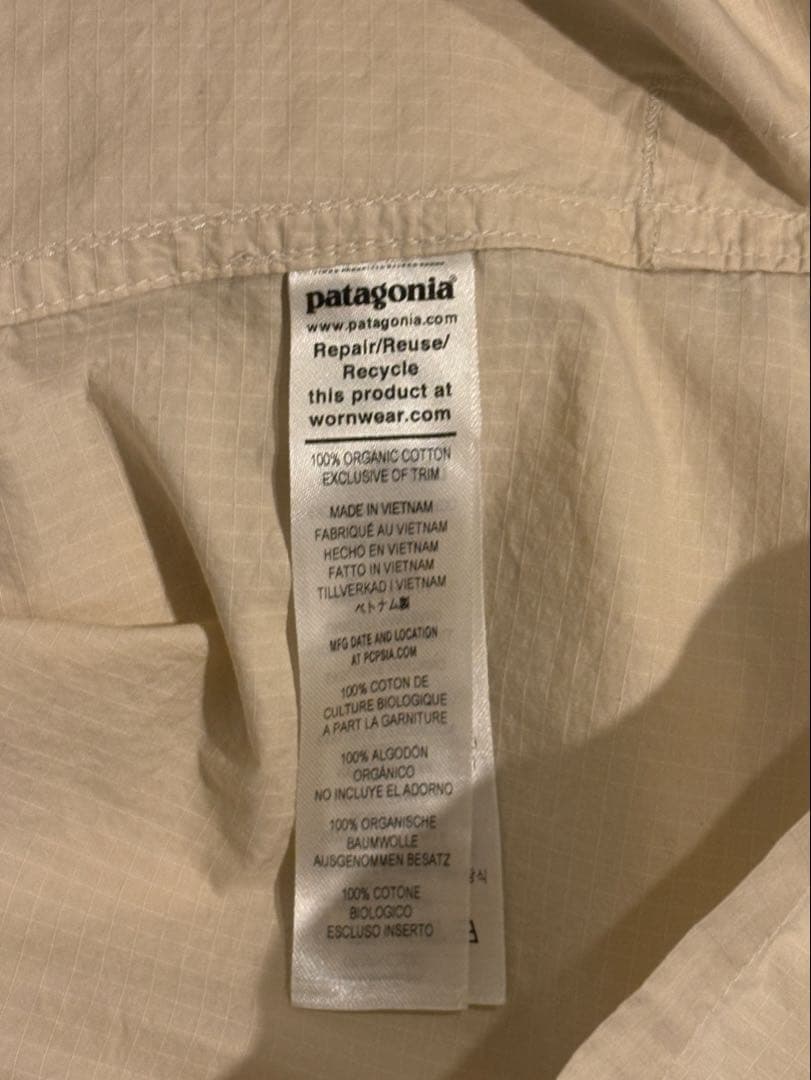 patagonia®
www.patagonia.com
Repair/Reuse/
Recycle
this product at
wornwear.com
100% ORGANIC COTTON
EXCLUSIVE OF TRIM
MADE IN VIETNAM
FABRIQUÉ AU VIETNAM
HECHO EN VIETNAM
FATTO IN VIETNAM
TILLVERKAD I VIETNAM
ベトナム製
MFG DATE AND LOCATION
AT PCPSIA.COM
100% COTON DE
CULTURE BIOLOGIQUE
A PART LA GARNITURE
100% ALGODÓN
ORGÁNICO
NO INCLUYE EL ADORNO
100% ORGANISCHE
BAUMWOLLE
AUSGENOMMEN BESATZ
100% COTONE
BIOLOGICO
ESCLUSO INSERTO